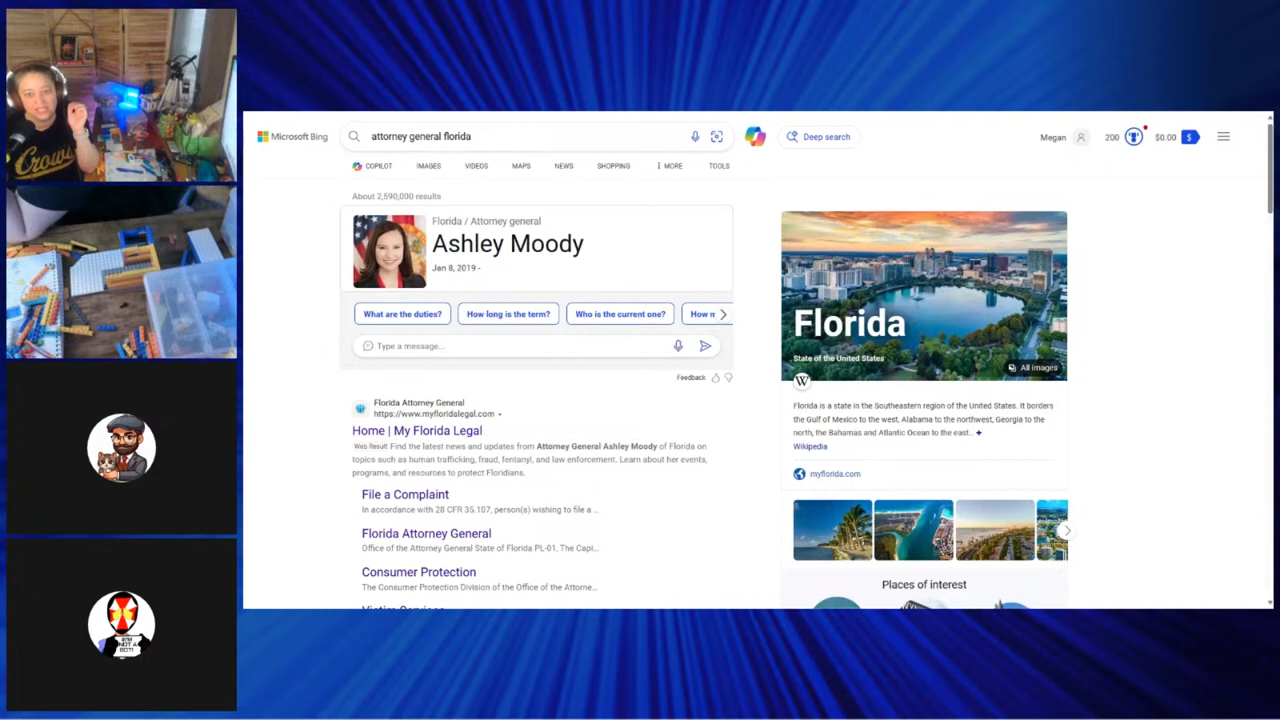 Crows
I'M
NOT A
BOT!
Microsoft Bing
attorney general florida
Deep search
Megan
200
$0.00
$
COPILOT
IMAGES
VIDEOS
MAPS
NEWS
SHOPPING
MORE
TOOLS
About 2,590,000 results
Florida / Attorney general
Ashley Moody
Jan 8, 2019 -
What are the duties?
How long is the term?
Who is the current one?
Type a message...
Feedback
Florida Attorney General
https://www.myfloridalegal.com
Home | My Florida Legal
Web Result Find the latest news and updates from Attorney General Ashley Moody of Florida on
topics such as human trafficking, fraud, fentanyl, and law enforcement. Learn about her events,
programs, and resources to protect Floridians.
File a Complaint
In accordance with 28 CFR 35.107, person(s) wishing to file a ...
Florida Attorney General
Office of the Attorney General State of Florida PL-01, The Capi...
Consumer Protection
The Consumer Protection Division of the Office of the Attorne...
Florida
State of the United States
All images
W
Florida is a state in the Southeastern region of the United States. It borders
the Gulf of Mexico to the west, Alabama to the northwest, Georgia to the
north, the Bahamas and Atlantic Ocean to the east... +
Wikipedia
myflorida.com
Places of interest